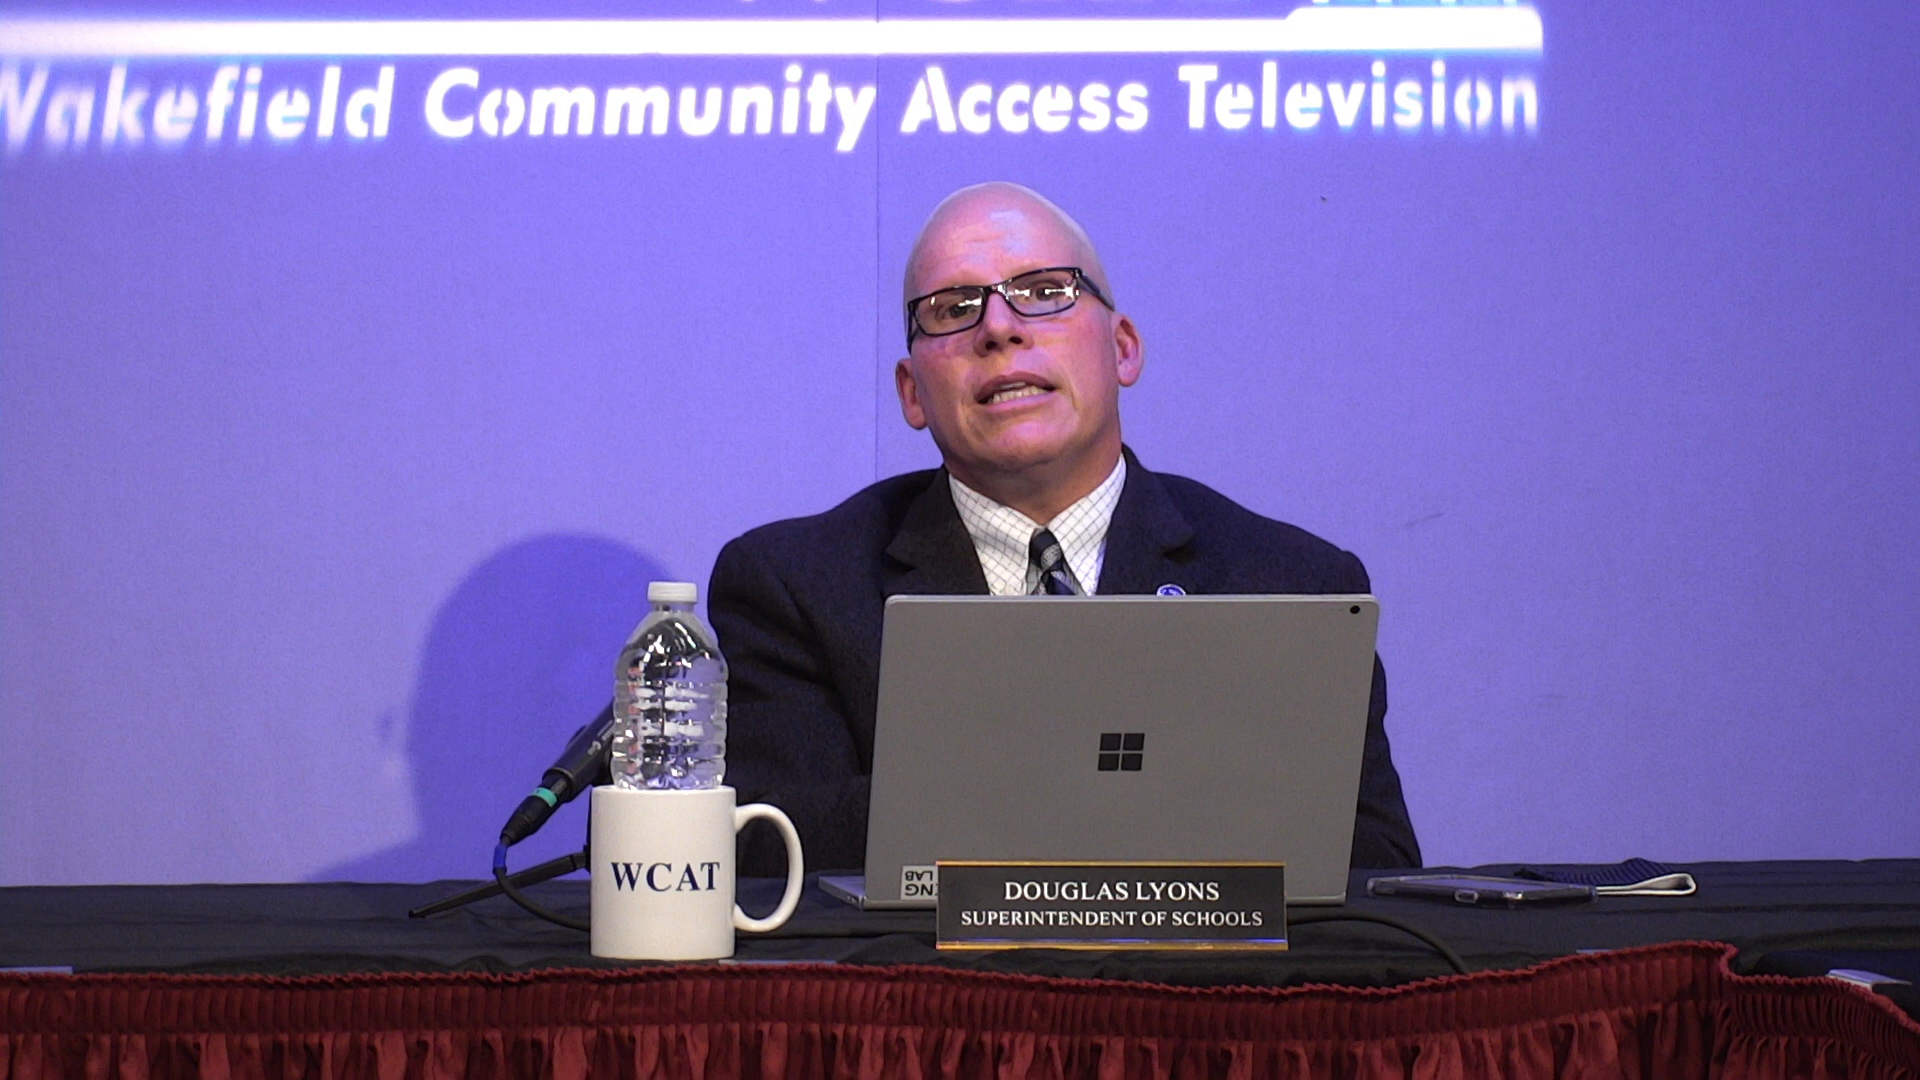 Wakefield Community Access Television
WCAT
DOUGLAS LYONS
SUPERINTENDENT OF SCHOOLS